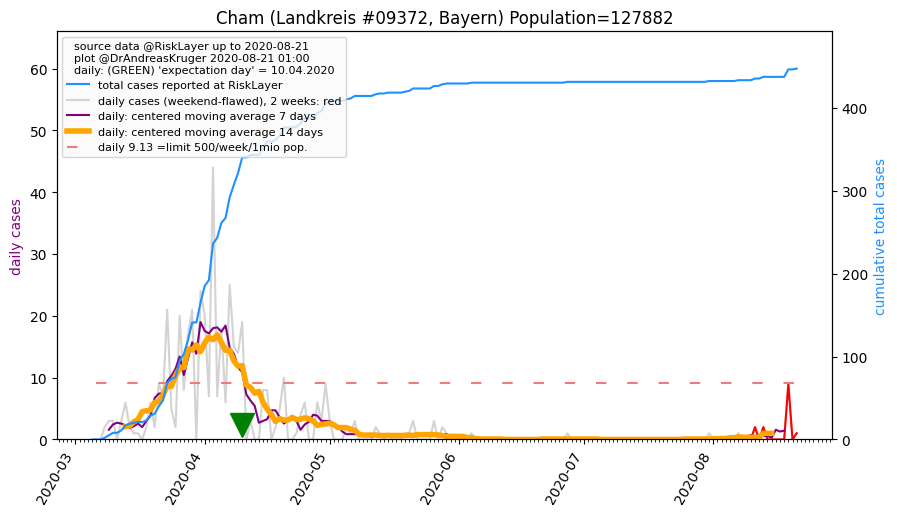 Cham (Landkreis #09372, Bayern) Population=127882
source data @RiskLayer up to 2020-08-21
plot @DrAndreasKruger 2020-08-21 01:00
daily: (GREEN) 'expectation day' = 10.04.2020
total cases reported at RiskLayer
daily cases (weekend-flawed), 2 weeks: red
daily: centered moving average 7 days
daily: centered moving average 14 days
daily 9.13 =limit 500/week/1mio pop.
daily cases
60
50
40
30
20
10
0
cumulative total cases
400
300
200
100
0
2020-03
2020-04
2020-05
2020-06
2020-07
2020-08